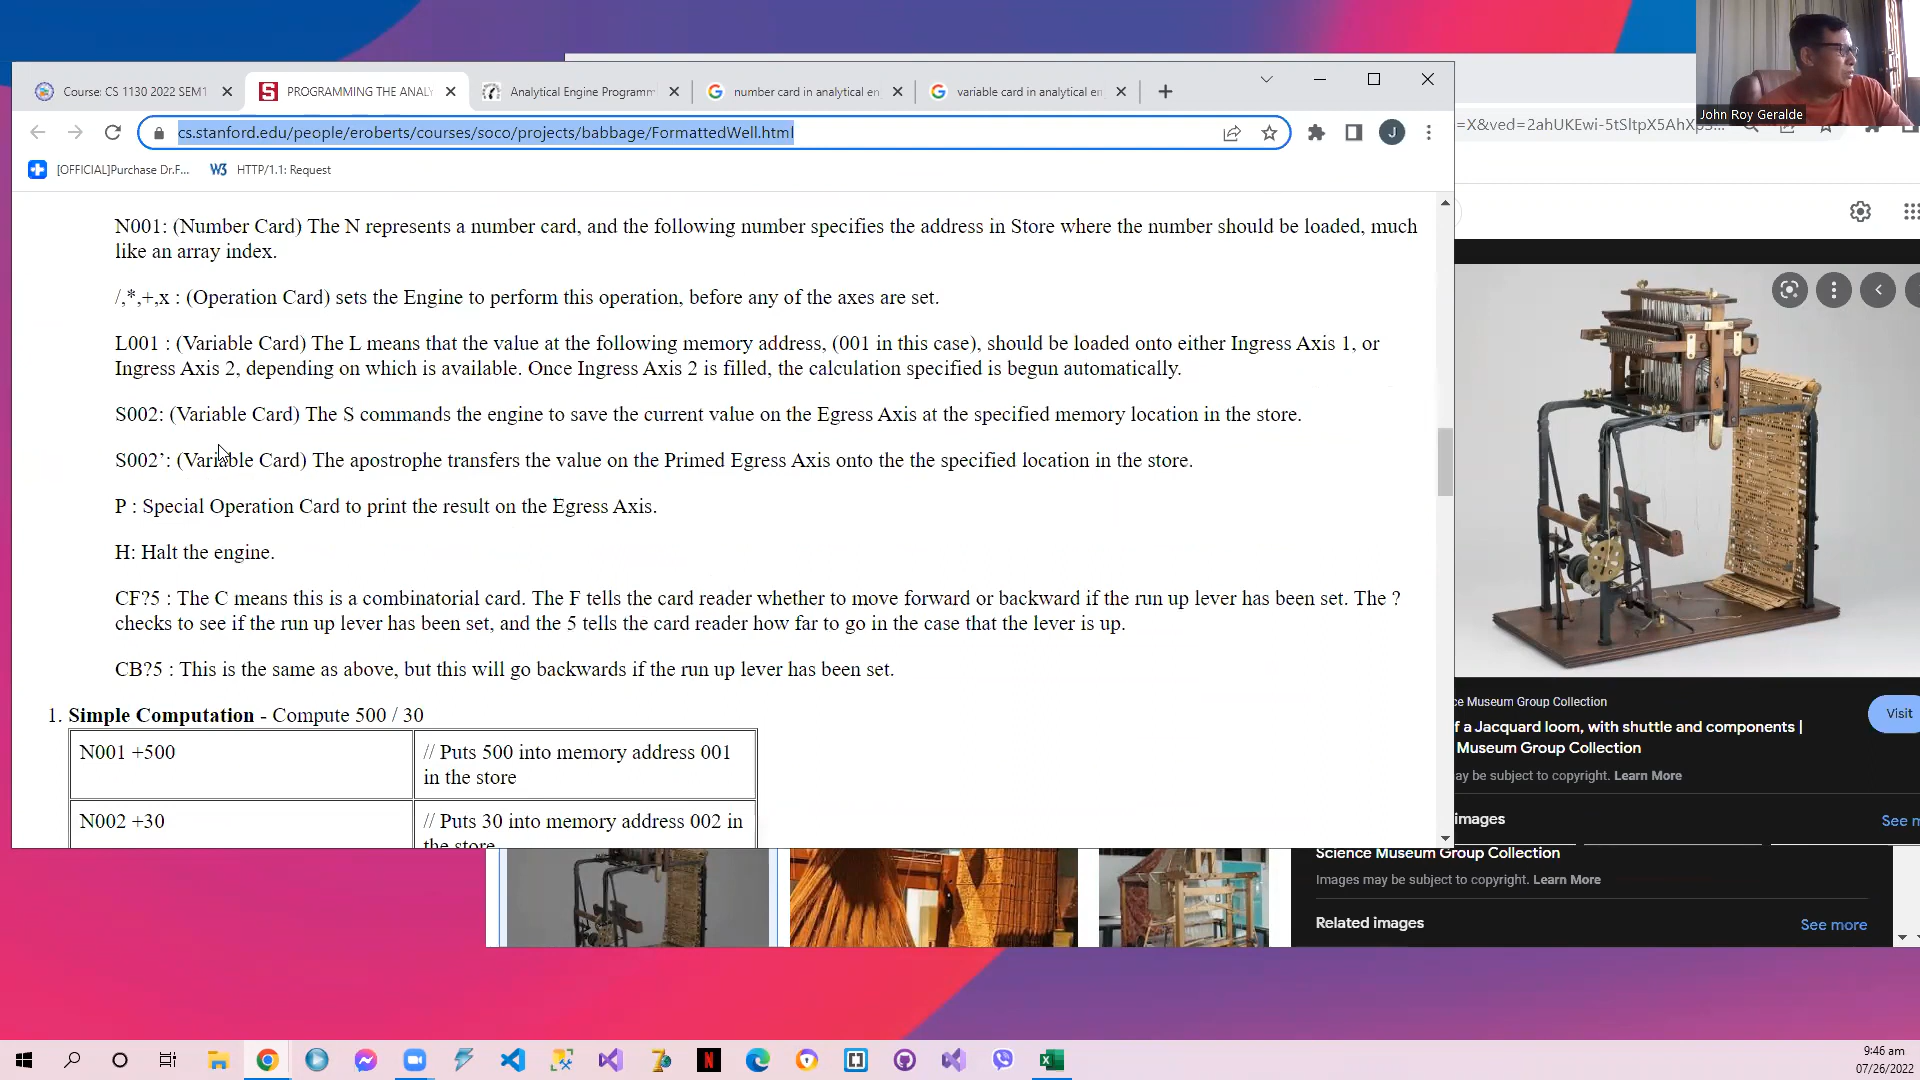 John Roy Geralde
Course: CS 1130 2022 SEM1
PROGRAMMING THE ANALY
Analytical Engine Programm
number card in analytical en
variable card in analytical en
cs.stanford.edu/people/eroberts/courses/soco/projects/babbage/FormattedWell.html
J
[OFFICIAL]Purchase Dr.F...
W3 HTTP/1.1: Request
N001: (Number Card) The N represents a number card, and the following number specifies the address in Store where the number should be loaded, much
like an array index.
/,*,+,x : (Operation Card) sets the Engine to perform this operation, before any of the axes are set.
L001 : (Variable Card) The L means that the value at the following memory address, (001 in this case), should be loaded onto either Ingress Axis 1, or
Ingress Axis 2, depending on which is available. Once Ingress Axis 2 is filled, the calculation specified is begun automatically.
S002: (Variable Card) The S commands the engine to save the current value on the Egress Axis at the specified memory location in the store.
S002’: (Variable Card) The apostrophe transfers the value on the Primed Egress Axis onto the the specified location in the store.
P : Special Operation Card to print the result on the Egress Axis.
H: Halt the engine.
CF?5 : The C means this is a combinatorial card. The F tells the card reader whether to move forward or backward if the run up lever has been set. The ?
checks to see if the run up lever has been set, and the 5 tells the card reader how far to go in the case that the lever is up.
CB?5 : This is the same as above, but this will go backwards if the run up lever has been set.
1. Simple Computation - Compute 500 / 30
N001 +500
// Puts 500 into memory address 001
in the store
N002 +30
// Puts 30 into memory address 002 in
the store
ce Museum Group Collection
Visit
f a Jacquard loom, with shuttle and components |
Museum Group Collection
ay be subject to copyright. Learn More
images
See m
Science Museum Group Collection
Images may be subject to copyright. Learn More
Related images
See more
9:46 am
07/26/2022